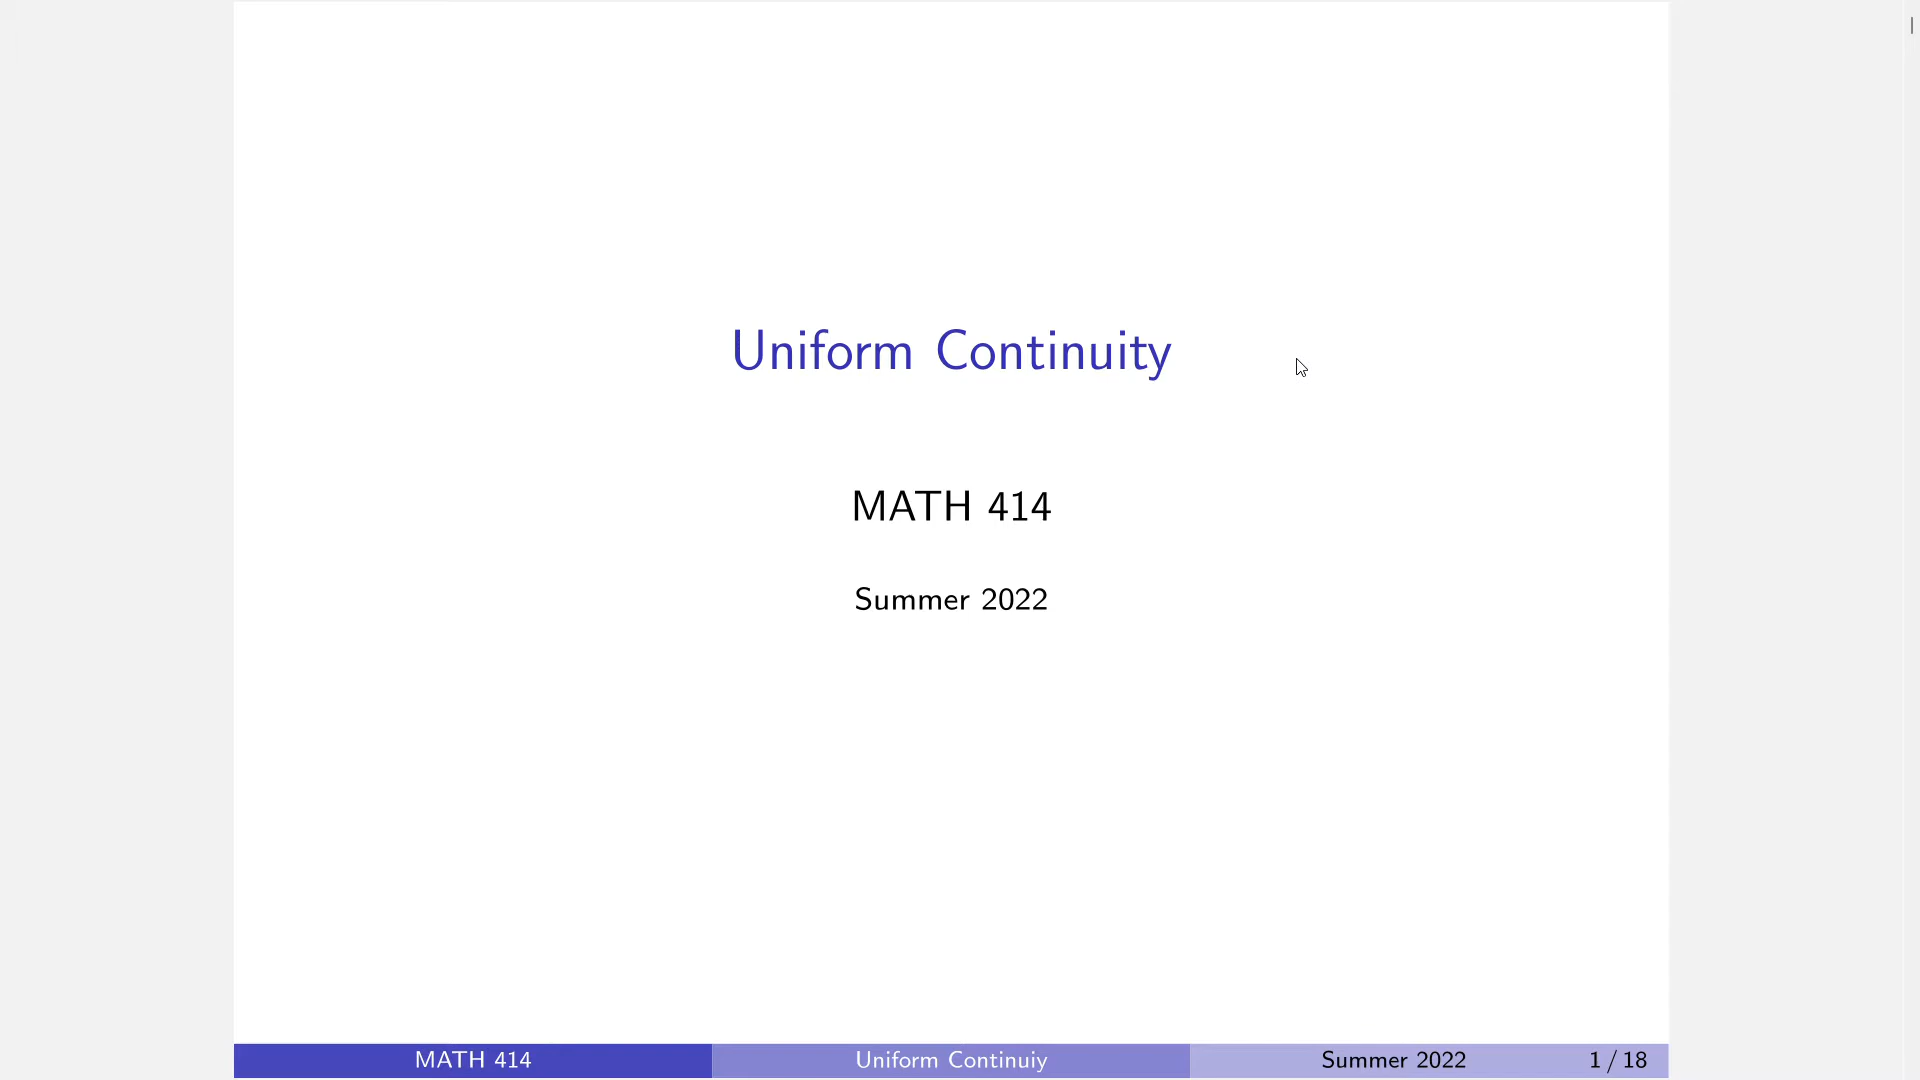 Uniform Continuity
MATH 414
Summer 2022
MATH 414 Uniform Continuiy Summer 2022 1 / 18